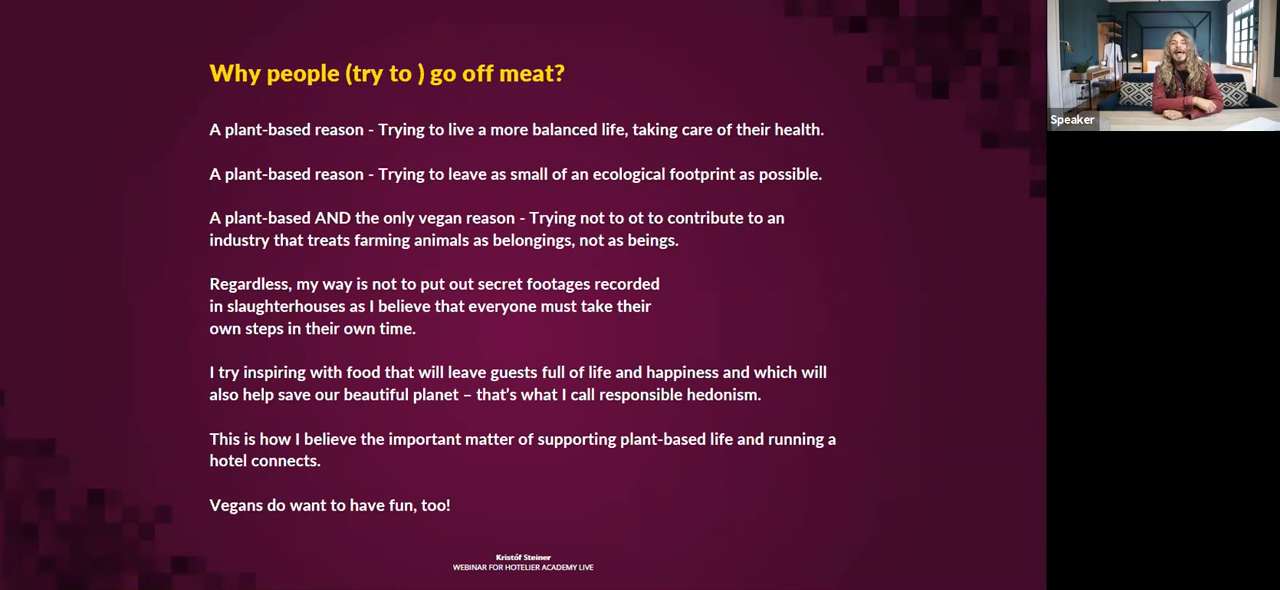 Why people (try to ) go off meat?
A plant-based reason - Trying to live a more balanced life, taking care of their health.
A plant-based reason - Trying to leave as small of an ecological footprint as possible.
A plant-based AND the only vegan reason - Trying not to ot to contribute to an
industry that treats farming animals as belongings, not as beings.
Regardless, my way is not to put out secret footages recorded
in slaughterhouses as I believe that everyone must take their
own steps in their own time.
I try inspiring with food that will leave guests full of life and happiness and which will
also help save our beautiful planet – that's what I call responsible hedonism.
This is how I believe the important matter of supporting plant-based life and running a
hotel connects.
Vegans do want to have fun, too!
Kristóf Steiner
WEBINAR FOR HOTELIER ACADEMY LIVE
Speaker